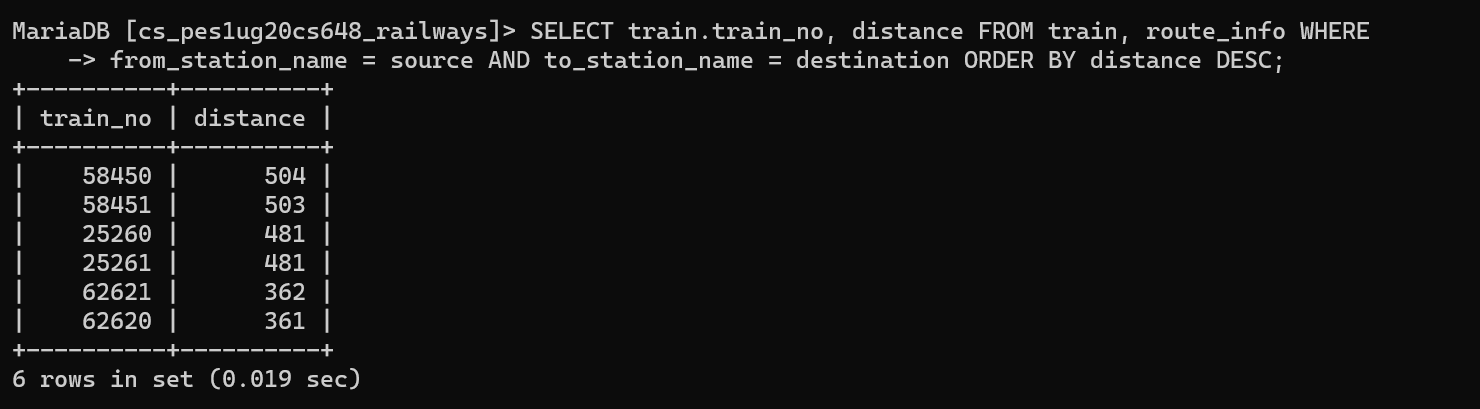 MariaDB [cs_pes1ug20cs648_railways]> SELECT train.train_no, distance FROM train, route_info WHERE
    -> from_station_name = source AND to_station_name = destination ORDER BY distance DESC;
+----------+----------+
| train_no | distance |
+----------+----------+
|    58450 |      504 |
|    58451 |      503 |
|    25260 |      481 |
|    25261 |      481 |
|    62621 |      362 |
|    62620 |      361 |
+----------+----------+
6 rows in set (0.019 sec)